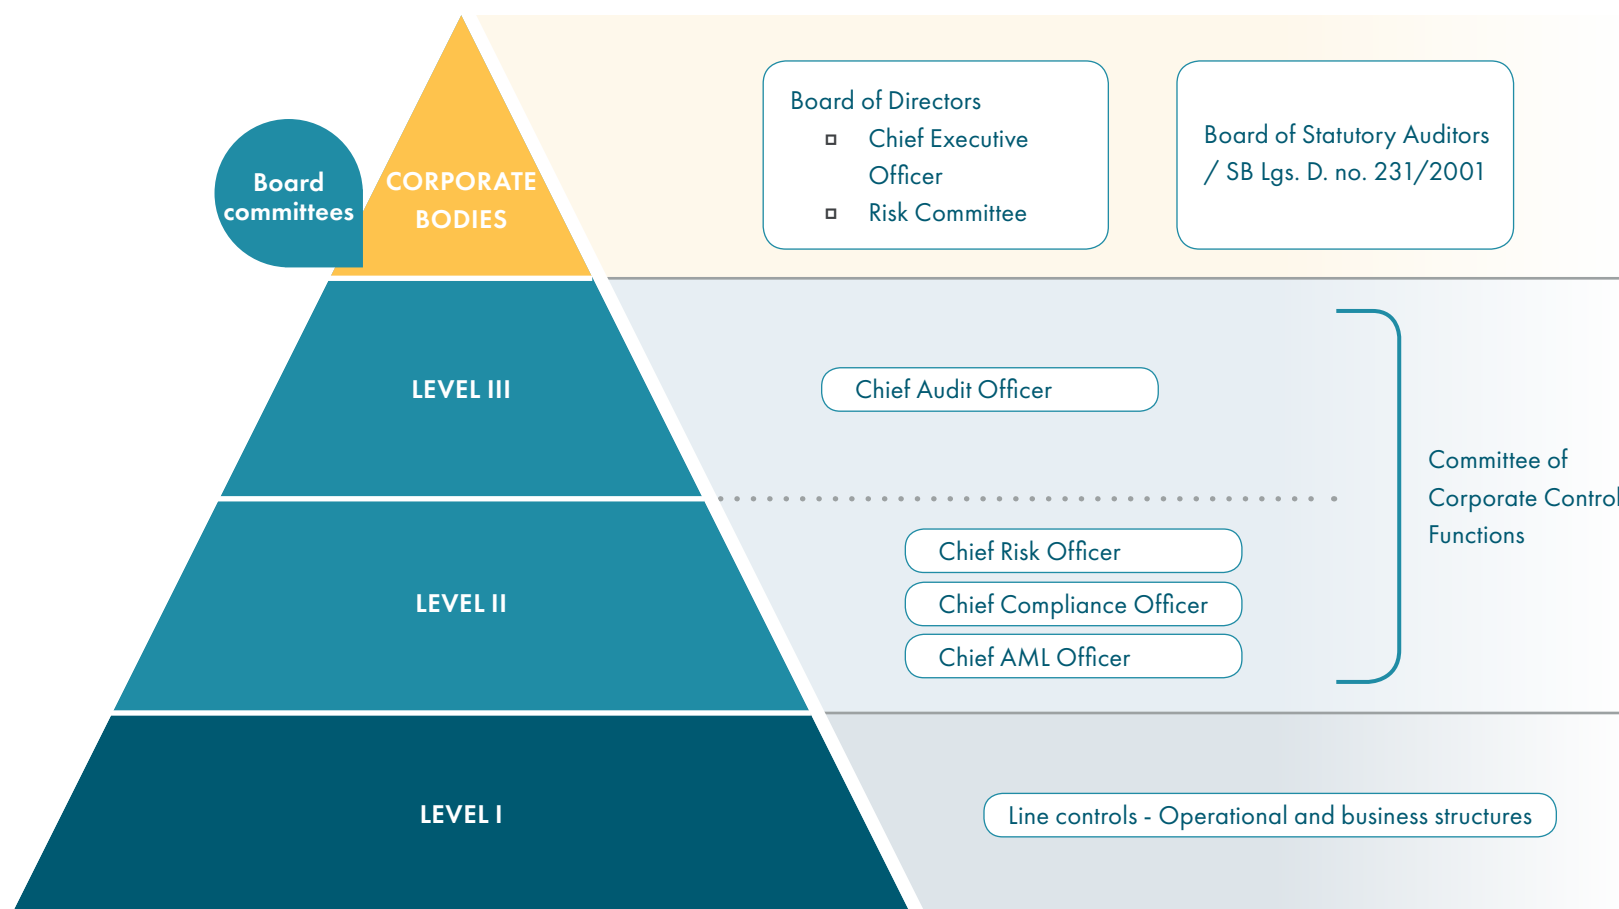 Board of Directors
Chief Executive
Officer
Risk Committee
Board of Statutory Auditors
/ SB Lgs. D. no. 231/2001
Board
committees
CORPORATE
BODIES
LEVEL III
Chief Audit Officer
Committee of
Corporate Control
Functions
LEVEL II
Chief Risk Officer
Chief Compliance Officer
Chief AML Officer
LEVEL I
Line controls - Operational and business structures